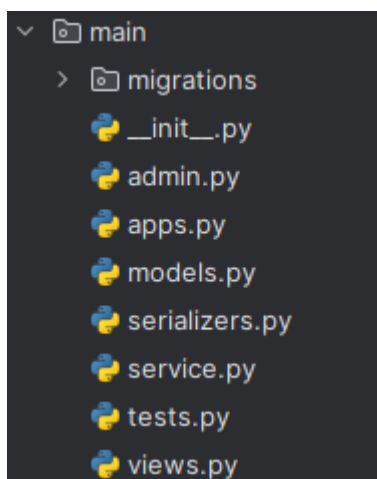 main
migrations
__init__.py
admin.py
apps.py
models.py
serializers.py
service.py
tests.py
views.py